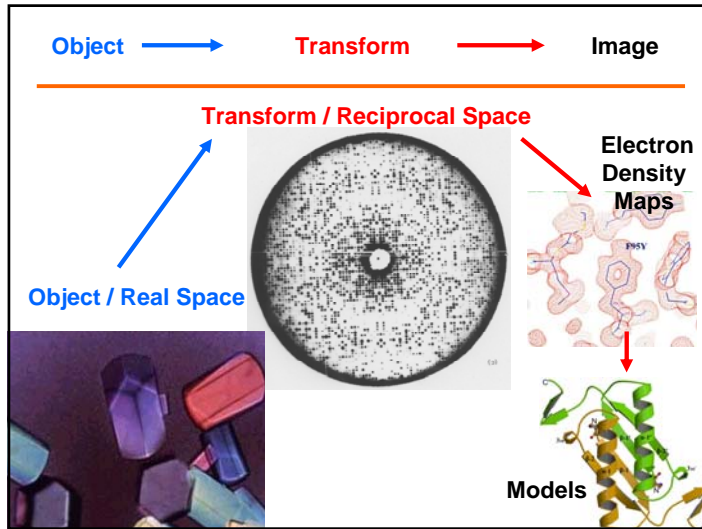 Object Transform Image
Transform / Reciprocal Space
Electron
Density
Maps
F95Y
Object / Real Space
Models